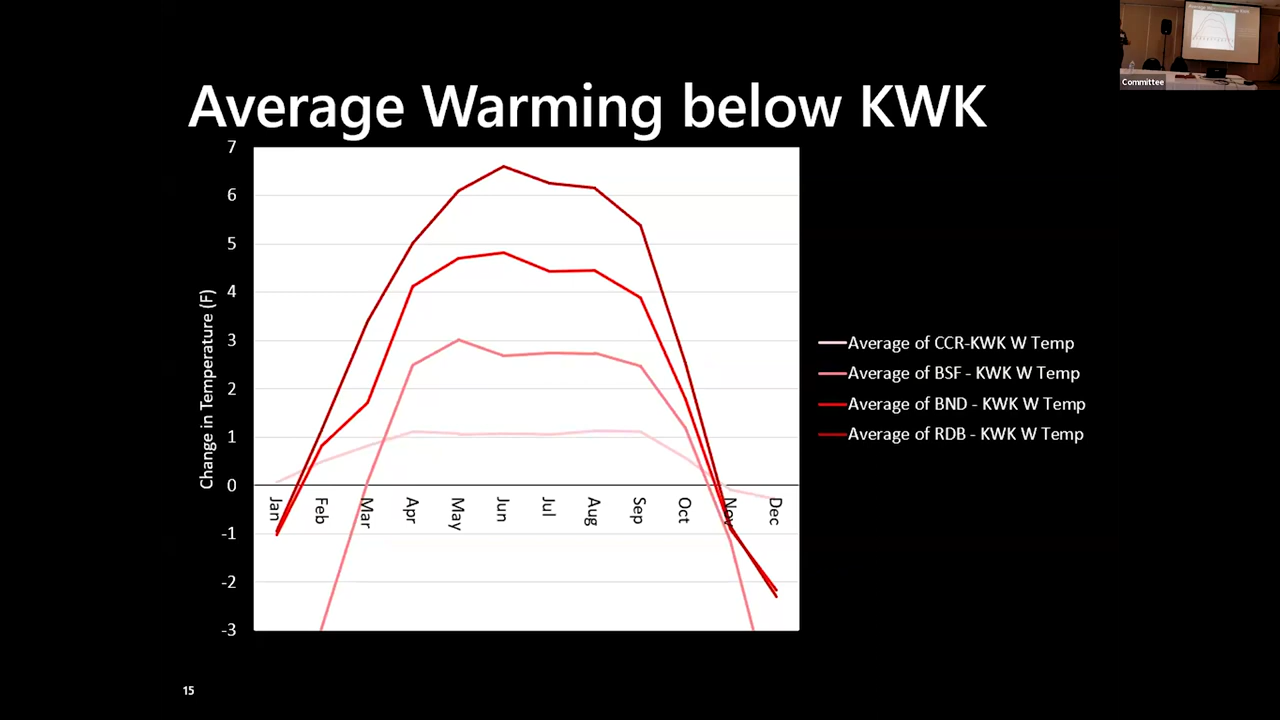 Average Warming below KWK
Committee
7
6
5
4
3
2
1
0
-1
-2
-3
Change in Temperature (F)
Jan
Feb
Mar
Apr
May
Jun
Jul
Aug
Sep
Oct
Nov
Dec
Average of CCR-KWK W Temp
Average of BSF - KWK W Temp
Average of BND - KWK W Temp
Average of RDB - KWK W Temp
15